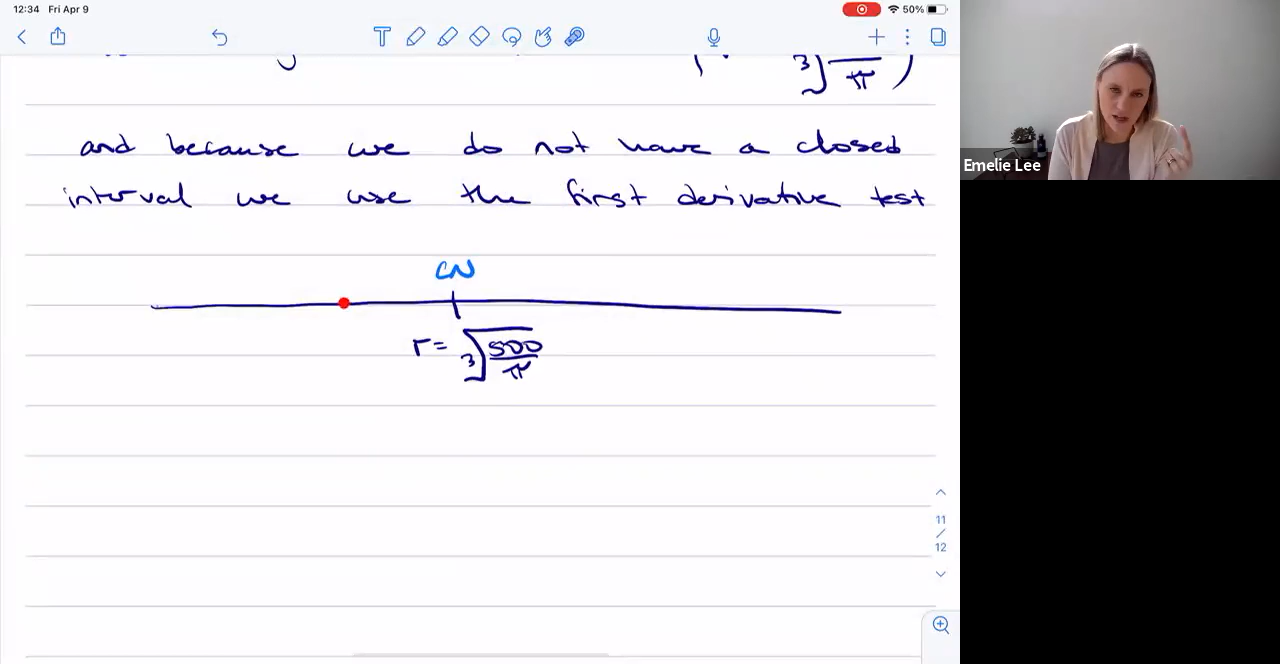 12:34 Fri Apr 9
50%
3√ π )
and because we do not have a closed
interval we use the first derivative test
CN
r = ∛(500/π)
11
/
12
Emelie Lee